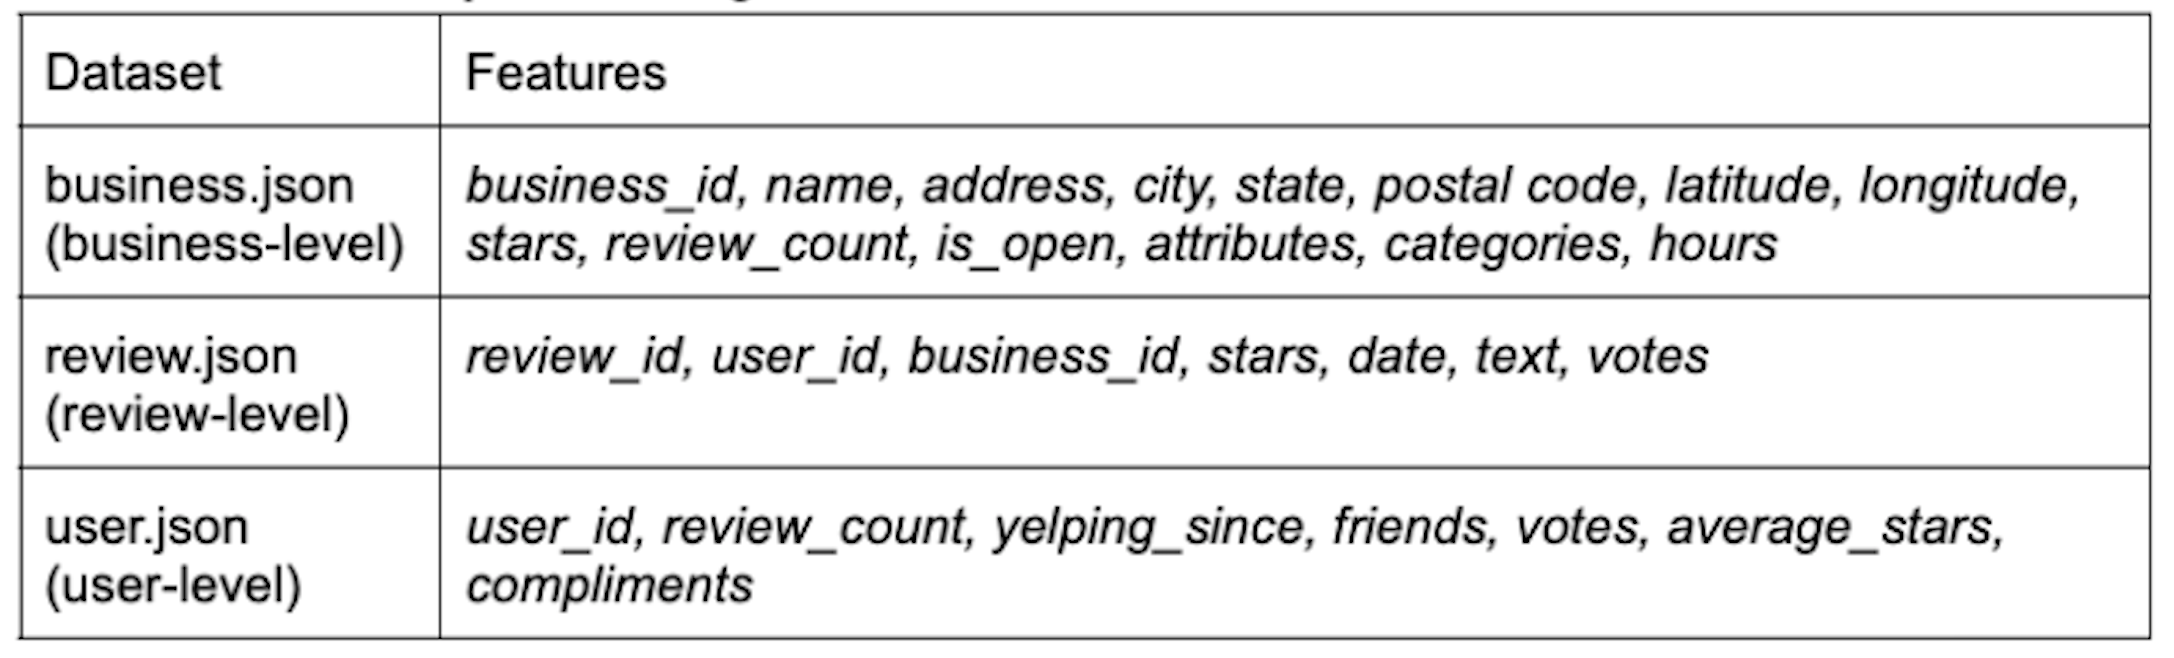 Dataset
Features
business.json
(business-level)
business_id, name, address, city, state, postal code, latitude, longitude,
stars, review_count, is_open, attributes, categories, hours
review.json
(review-level)
review_id, user_id, business_id, stars, date, text, votes
user.json
(user-level)
user_id, review_count, yelping_since, friends, votes, average_stars,
compliments